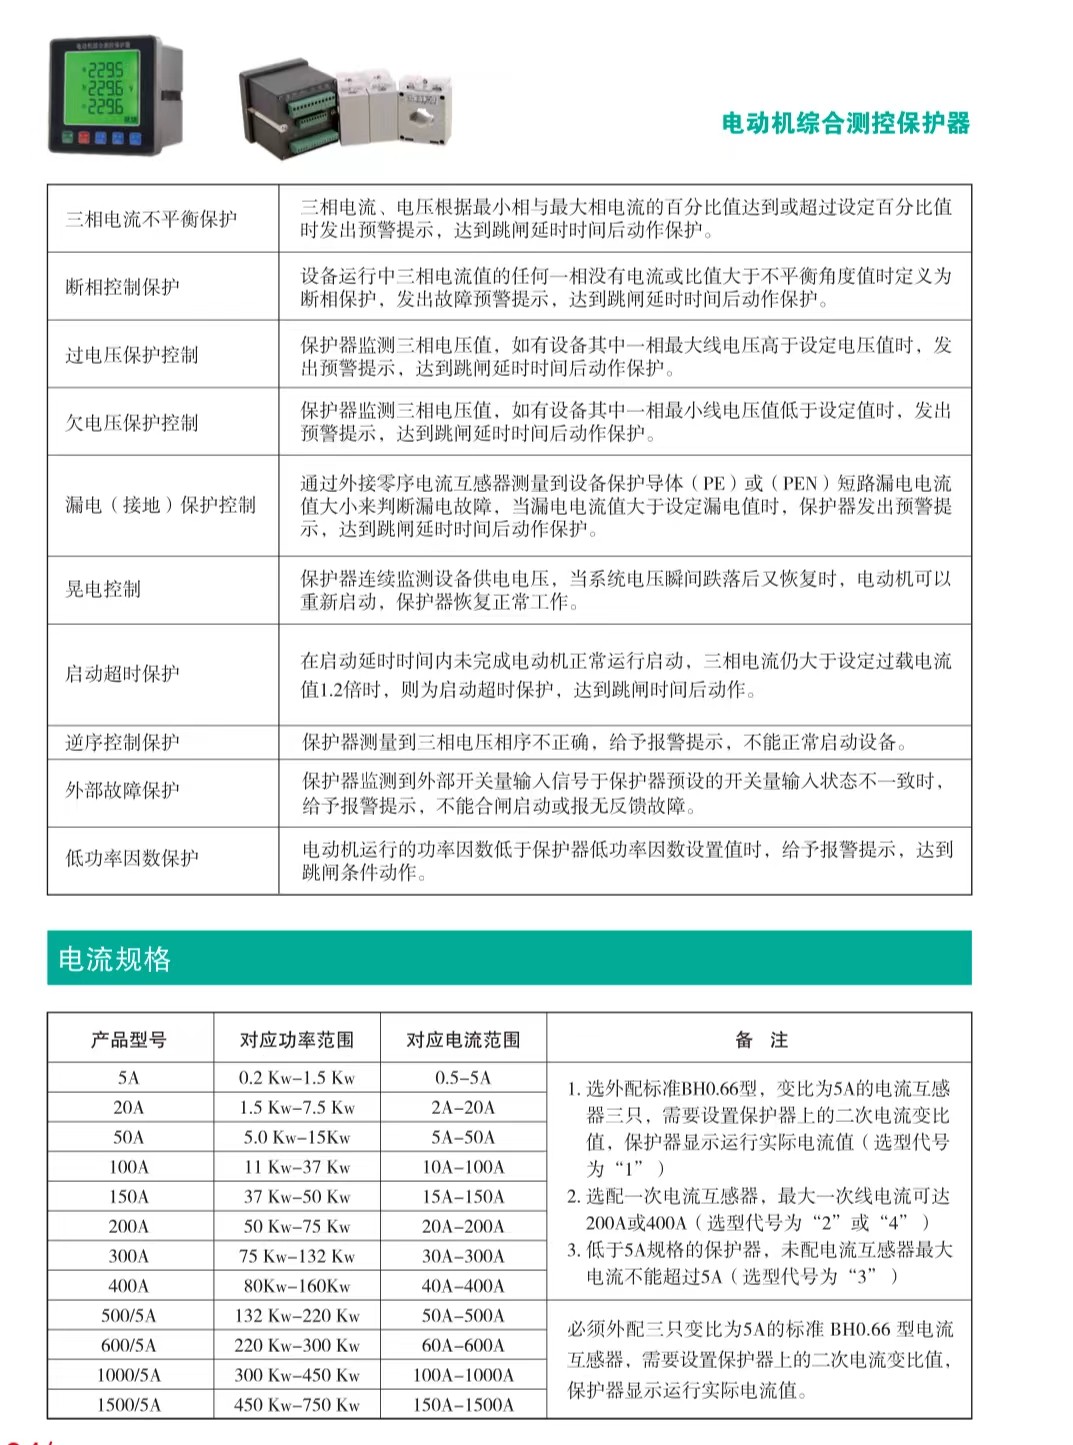 电动机综合测控保护器
229.5
229.6
229.6
电动机综合测控保护器
三相电流不平衡保护
三相电流、电压根据最小相与最大相电流的百分比值达到或超过设定百分比值
时发出预警提示，达到跳闸延时时间后动作保护。
断相控制保护
设备运行中三相电流值的任何一相没有电流或比值大于不平衡角度值时定义为
断相保护，发出故障预警提示，达到跳闸延时时间后动作保护。
过电压保护控制
保护器监测三相电压值，如有设备其中一相最大线电压高于设定电压值时，发
出预警提示，达到跳闸延时时间后动作保护。
欠电压保护控制
保护器监测三相电压值，如有设备其中一相最小线电压值低于设定值时，发出
预警提示，达到跳闸延时时间后动作保护。
漏电（接地）保护控制
通过外接零序电流互感器测量到设备保护导体（PE）或（PEN）短路漏电电流
值大小来判断漏电故障，当漏电电流值大于设定漏电值时，保护器发出预警提
示，达到跳闸延时时间后动作保护。
晃电控制
保护器连续监测设备供电电压，当系统电压瞬间跌落后又恢复时，电动机可以
重新启动，保护器恢复正常工作。
启动超时保护
在启动延时时间内未完成电动机正常运行启动，三相电流仍大于设定过载电流
值1.2倍时，则为启动超时保护，达到跳闸时间后动作。
逆序控制保护
保护器测量到三相电压相序不正确，给予报警提示，不能正常启动设备。
外部故障保护
保护器监测到外部开关量输入信号于保护器预设的开关量输入状态不一致时，
给予报警提示，不能合闸启动或报无反馈故障。
低功率因数保护
电动机运行的功率因数低于保护器低功率因数设置值时，给予报警提示，达到
跳闸条件动作。
电流规格
产品型号 对应功率范围 对应电流范围 备 注
5A 0.2 Kw-1.5 Kw 0.5-5A
20A 1.5 Kw-7.5 Kw 2A-20A
50A 5.0 Kw-15Kw 5A-50A
100A 11 Kw-37 Kw 10A-100A
150A 37 Kw-50 Kw 15A-150A
200A 50 Kw-75 Kw 20A-200A
300A 75 Kw-132 Kw 30A-300A
400A 80Kw-160Kw 40A-400A
500/5A 132 Kw-220 Kw 50A-500A
600/5A 220 Kw-300 Kw 60A-600A
1000/5A 300 Kw-450 Kw 100A-1000A
1500/5A 450 Kw-750 Kw 150A-1500A
1. 选外配标准BH0.66型，变比为5A的电流互感
器三只，需要设置保护器上的二次电流变比
值，保护器显示运行实际电流值（选型代号
为“1”）
2. 选配一次电流互感器，最大一次线电流可达
200A或400A（选型代号为“2”或“4”）
3. 低于5A规格的保护器，未配电流互感器最大
电流不能超过5A（选型代号为“3”）
必须外配三只变比为5A的标准 BH0.66 型电流
互感器，需要设置保护器上的二次电流变比值，
保护器显示运行实际电流值。